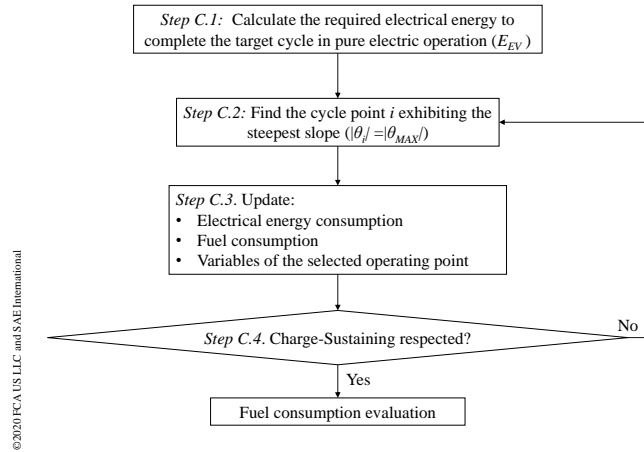 Step C.1: Calculate the required electrical energy to
complete the target cycle in pure electric operation (E_EV )
Step C.2: Find the cycle point i exhibiting the
steepest slope (|θ_i| =|θ_MAX|)
Step C.3. Update:
• Electrical energy consumption
• Fuel consumption
• Variables of the selected operating point
Step C.4. Charge-Sustaining respected?
No
Yes
Fuel consumption evaluation
©2020 FCA US LLC and SAE International